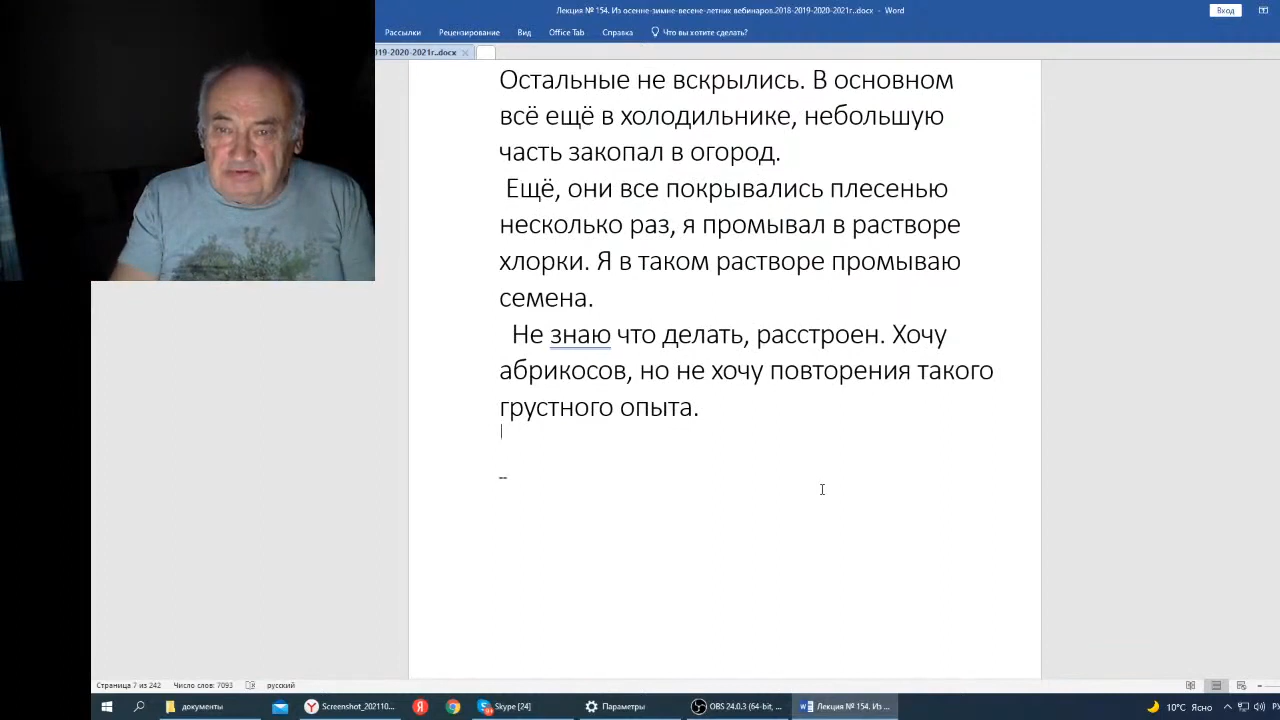 Лекция № 154. Из осенне-зимне-весене-летних вебинаров.2018-2019-2020-2021г..docx - Word
Вход
Рассылки Рецензирование Вид Office Tab Справка Что вы хотите сделать?
019-2020-2021г..docx
Остальные не вскрылись. В основном
всё ещё в холодильнике, небольшую
часть закопал в огород.
Ещё, они все покрывались плесенью
несколько раз, я промывал в растворе
хлорки. Я в таком растворе промываю
семена.
Не знаю что делать, расстроен. Хочу
абрикосов, но не хочу повторения такого
грустного опыта.
--
Страница 7 из 242 Число слов: 7093 русский
документы Screenshot_202110... Skype [24] Параметры OBS 24.0.3 (64-bit, ... Лекция № 154. Из ... 10°C Ясно